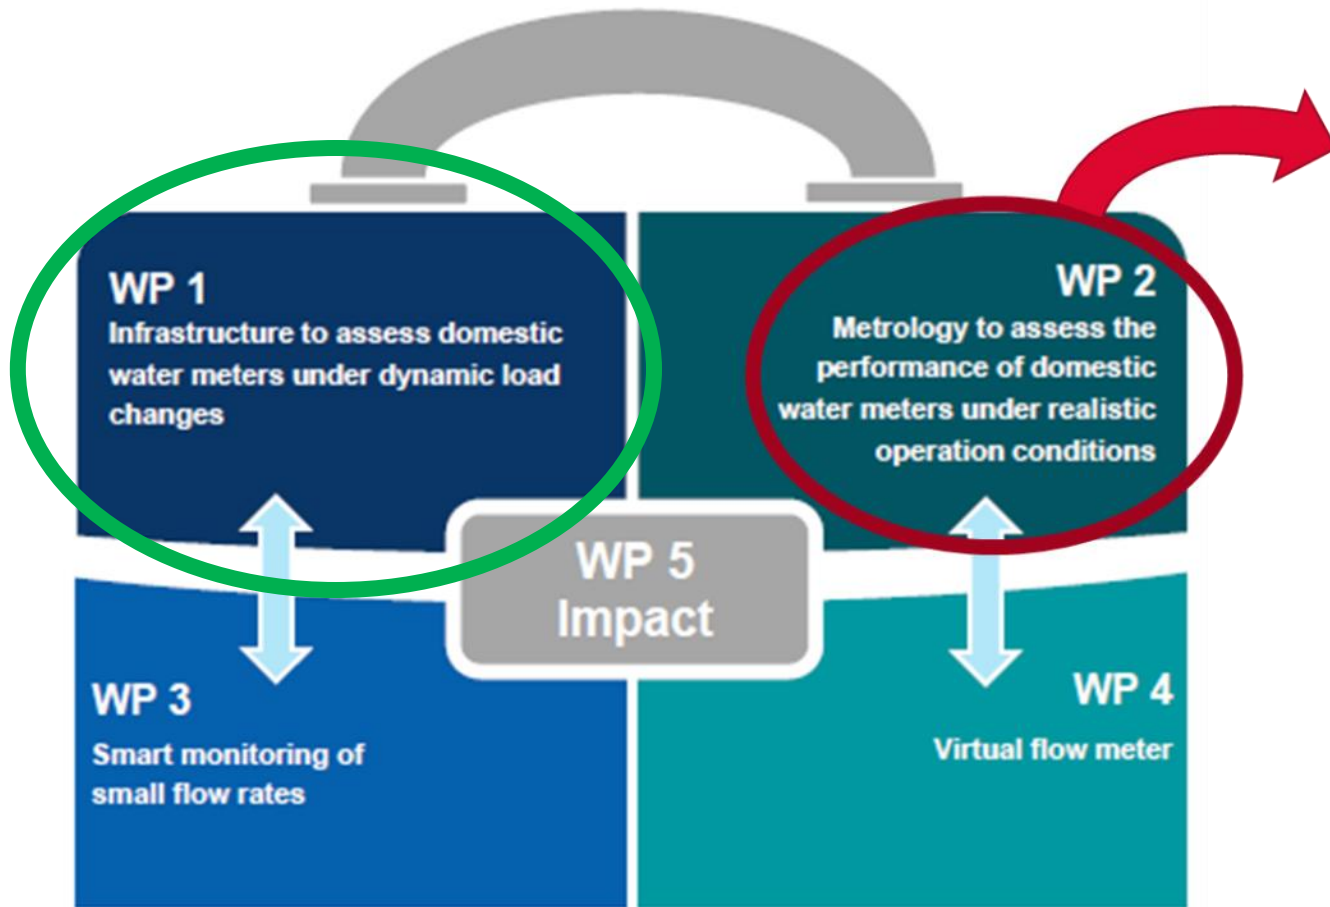 WP 1
Infrastructure to assess domestic
water meters under dynamic load
changes
WP 2
Metrology to assess the
performance of domestic
water meters under realistic
operation conditions
WP 5
Impact
WP 3
Smart monitoring of
small flow rates
WP 4
Virtual flow meter